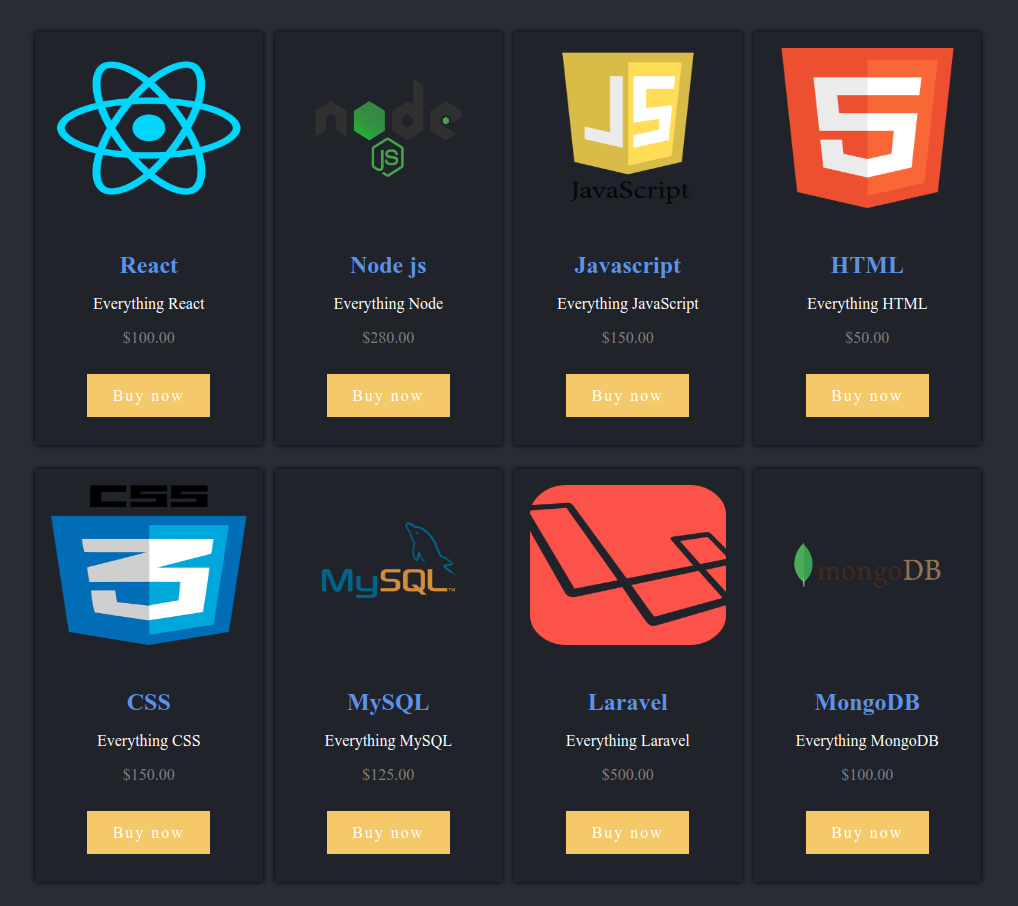 node
JS
JS
JavaScript
5
React
Node js
Javascript
HTML
Everything React
Everything Node
Everything JavaScript
Everything HTML
$100.00
$280.00
$150.00
$50.00
Buy now
Buy now
Buy now
Buy now
CSS
3
MySQL™
mongoDB
CSS
MySQL
Laravel
MongoDB
Everything CSS
Everything MySQL
Everything Laravel
Everything MongoDB
$150.00
$125.00
$500.00
$100.00
Buy now
Buy now
Buy now
Buy now